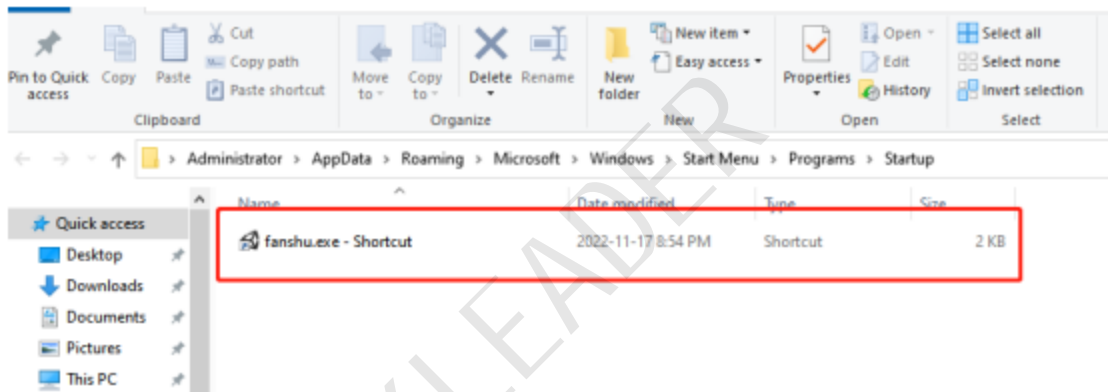 Pin to Quick access
Copy
Paste
Cut
Copy path
Paste shortcut
Clipboard
Move to
Copy to
Delete
Rename
Organize
New folder
New item
Easy access
New
Properties
Open
Edit
History
Open
Select all
Select none
Invert selection
Select
Administrator > AppData > Roaming > Microsoft > Windows > Start Menu > Programs > Startup
Name Date modified Type Size
Quick access
fanshu.exe - Shortcut 2022-11-17 8:54 PM Shortcut 2 KB
Desktop
Downloads
Documents
Pictures
This PC
LEADER